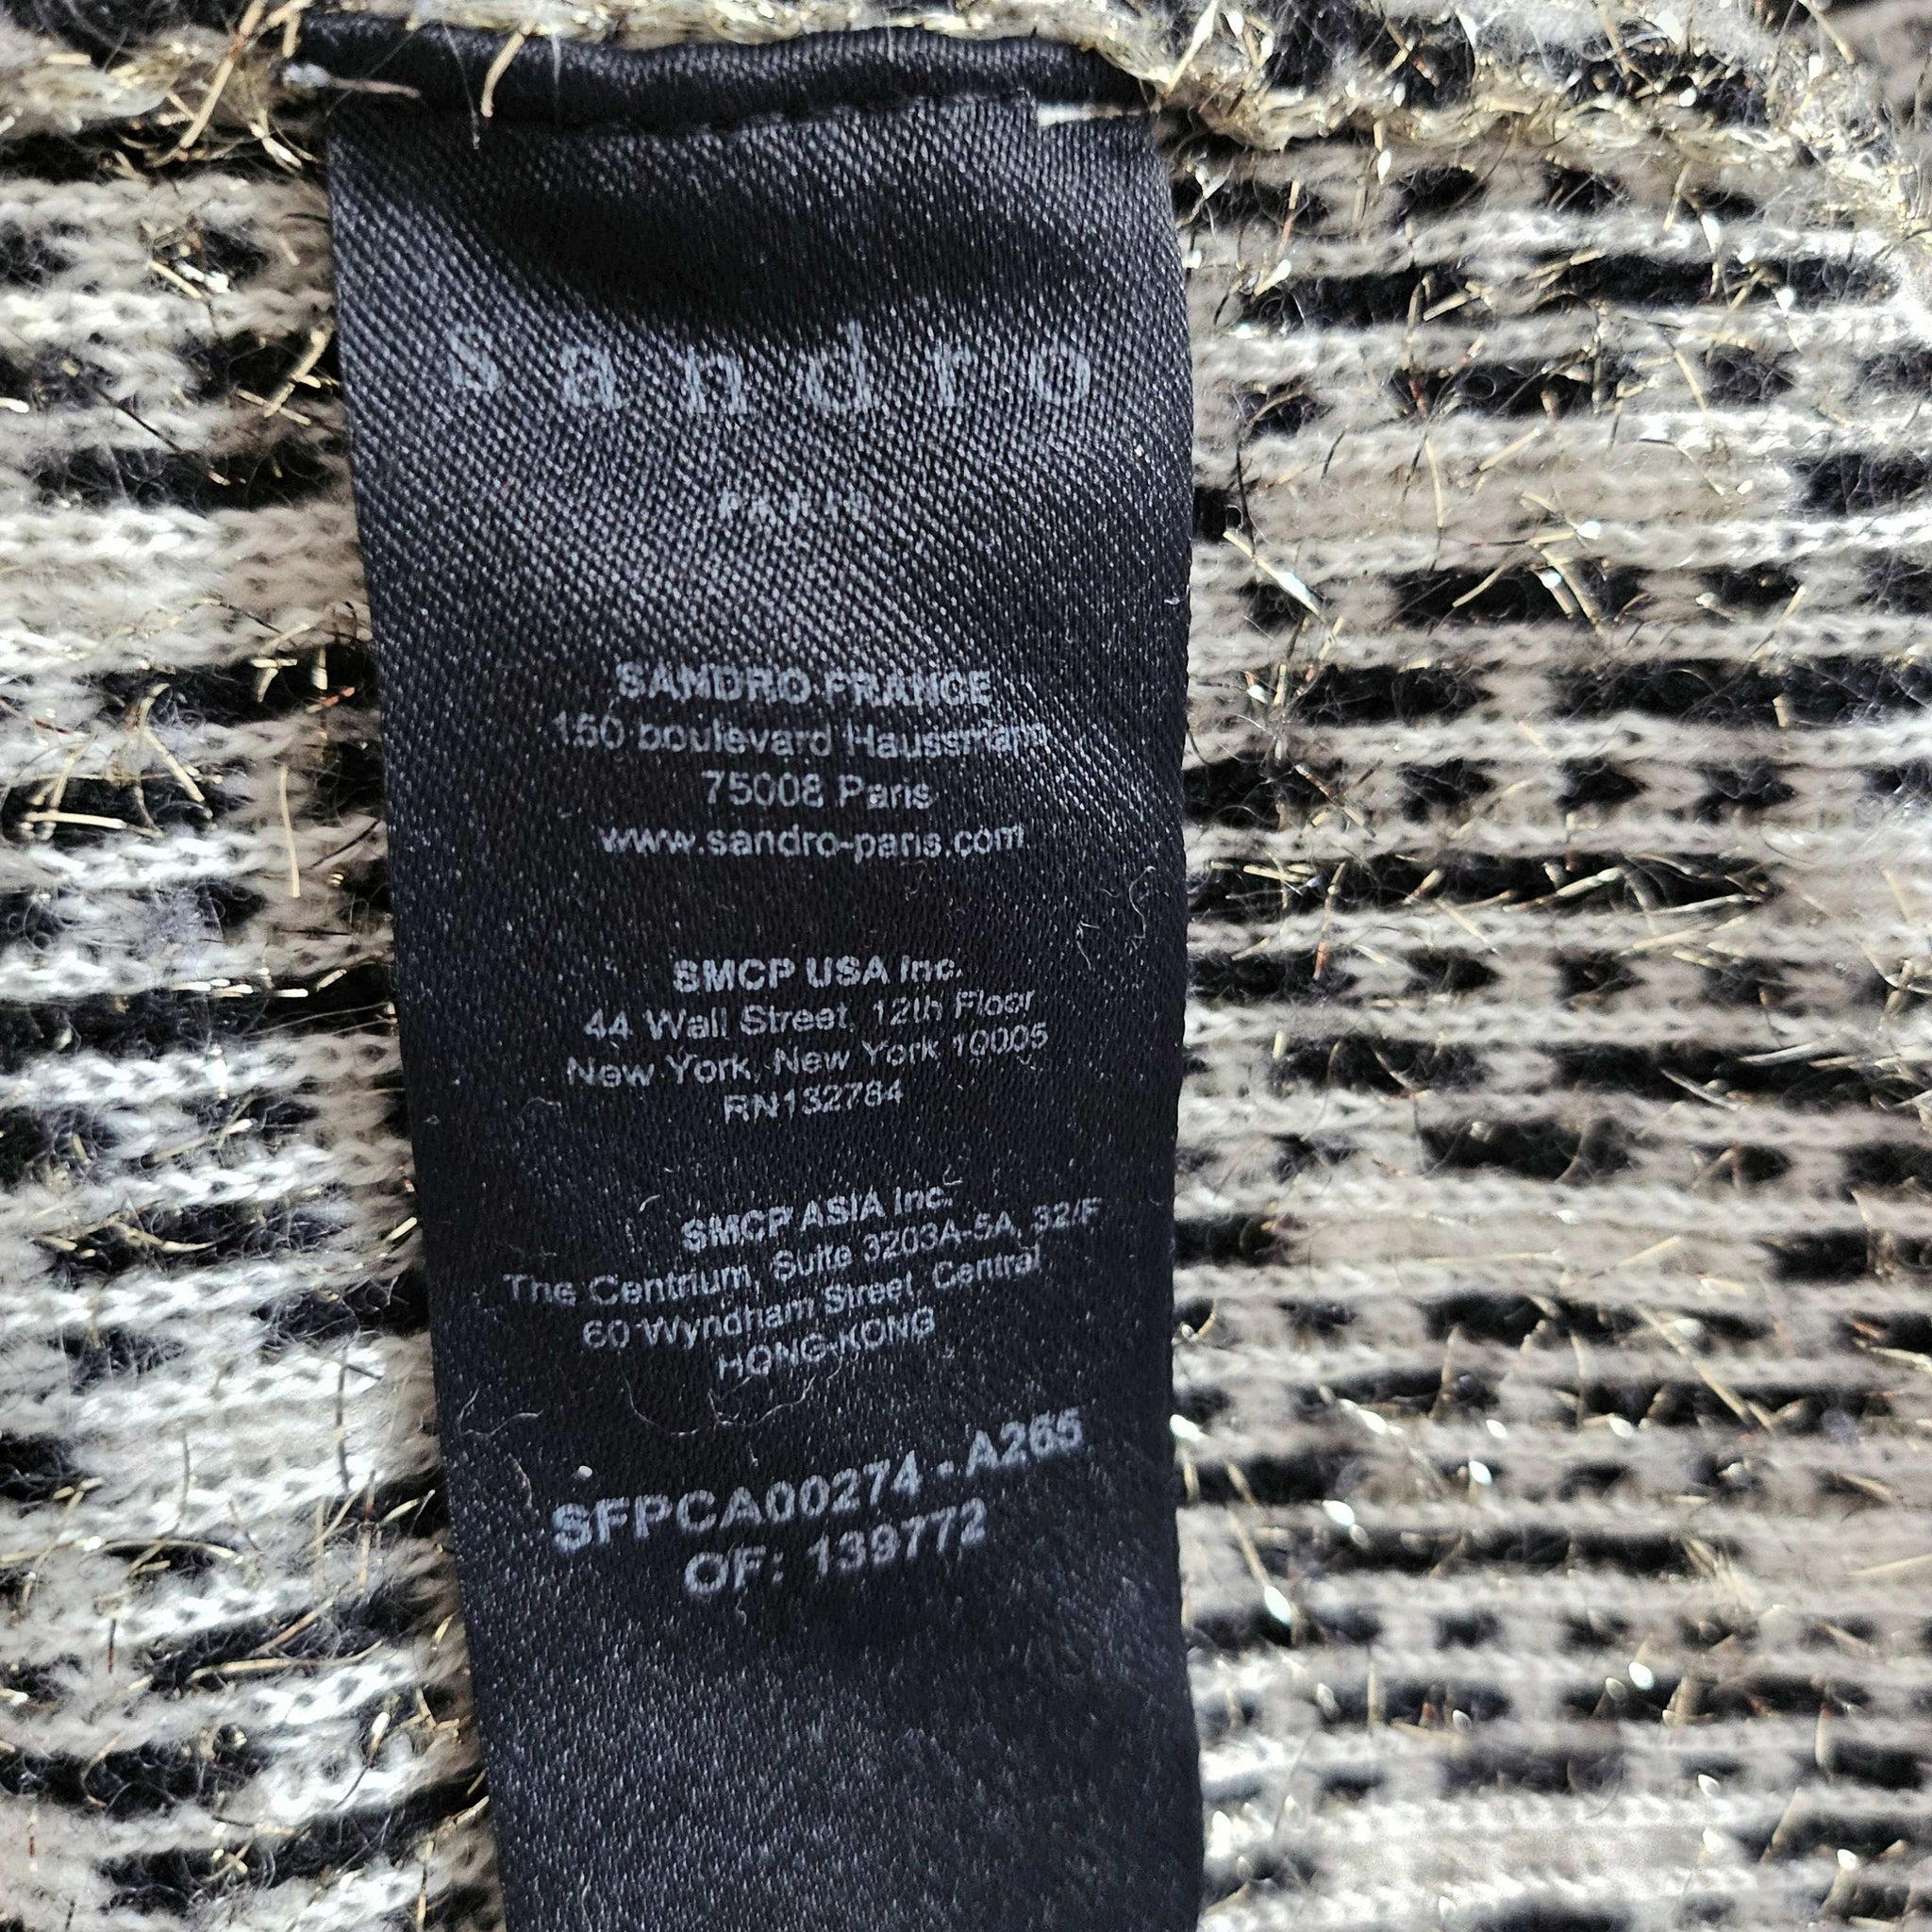 sandro
PARIS
SANDRO FRANCE
150 boulevard Haussmann
75008 Paris
www.sandro-paris.com
SMCP USA Inc.
44 Wall Street, 12th Floor
New York, New York 10005
RN132784
SMCP ASIA Inc.
The Centrium, Suite 3203A-5A, 32/F
60 Wyndham Street, Central
HONG-KONG
SFPCA00274 - A265
OF: 139772